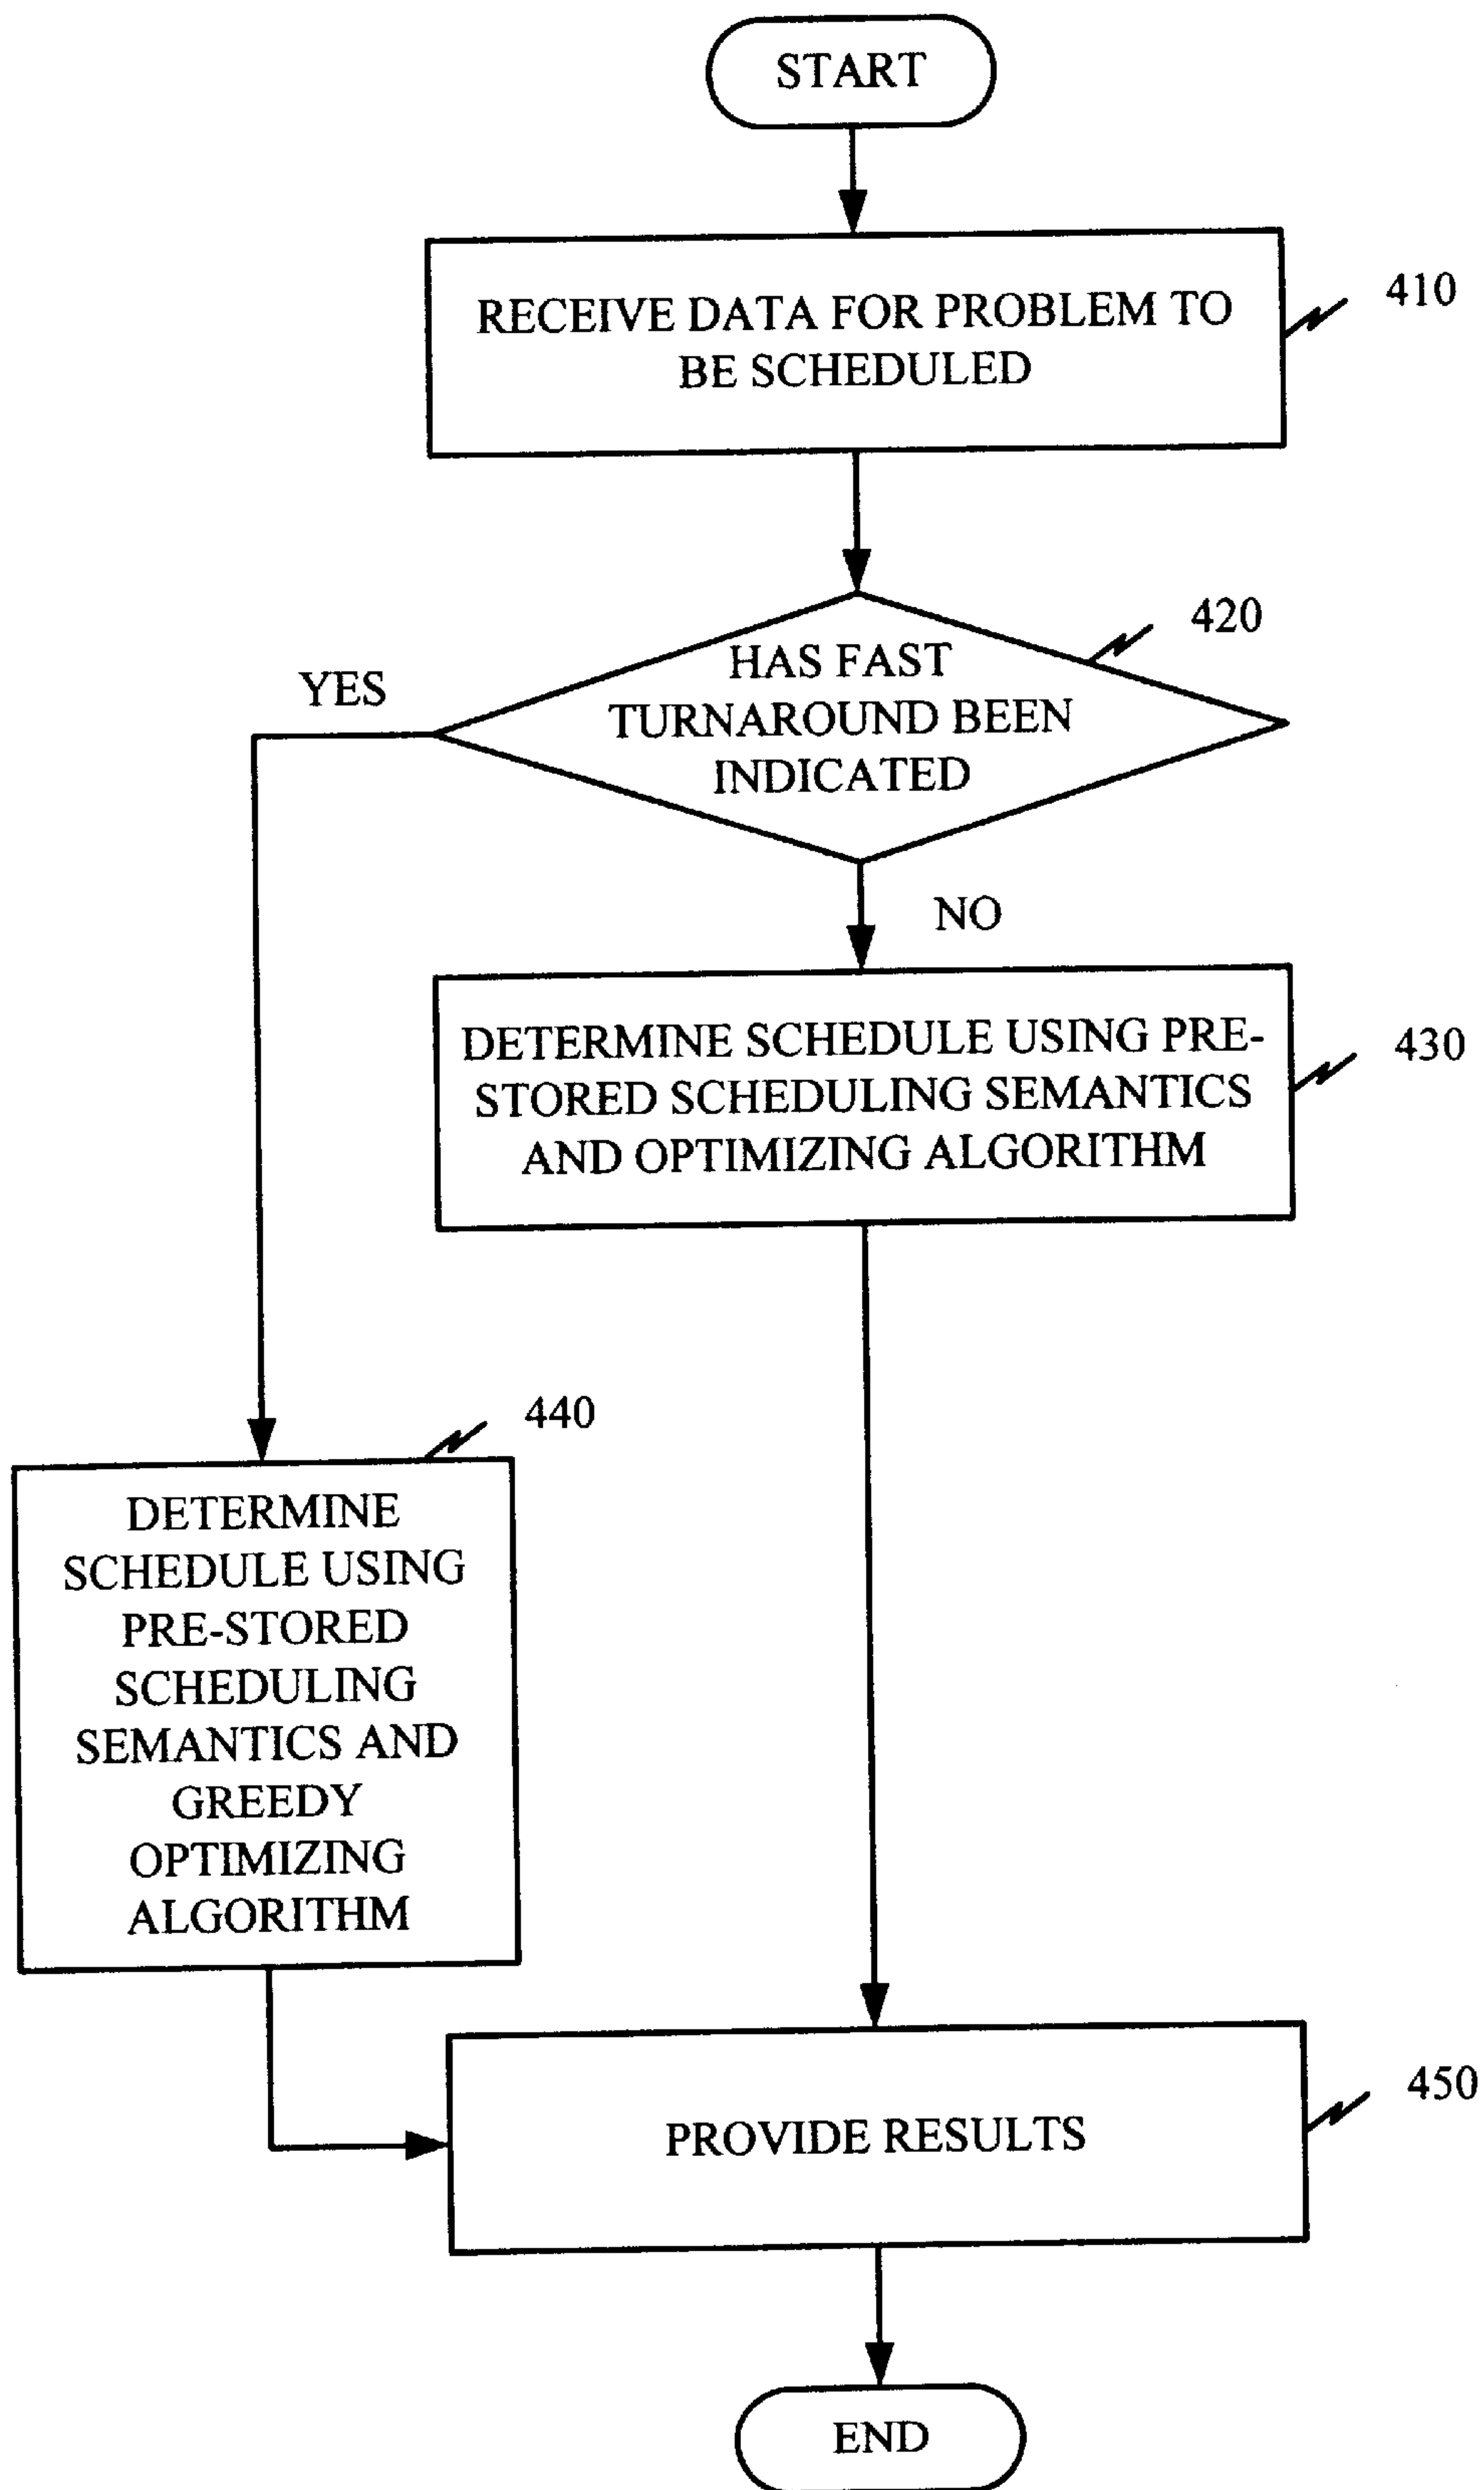 START
RECEIVE DATA FOR PROBLEM TO
BE SCHEDULED
410
420
HAS FAST
TURNAROUND BEEN
INDICATED
YES
NO
DETERMINE SCHEDULE USING PRE-
STORED SCHEDULING SEMANTICS
AND OPTIMIZING ALGORITHM
430
440
DETERMINE
SCHEDULE USING
PRE-STORED
SCHEDULING
SEMANTICS AND
GREEDY
OPTIMIZING
ALGORITHM
PROVIDE RESULTS
450
END